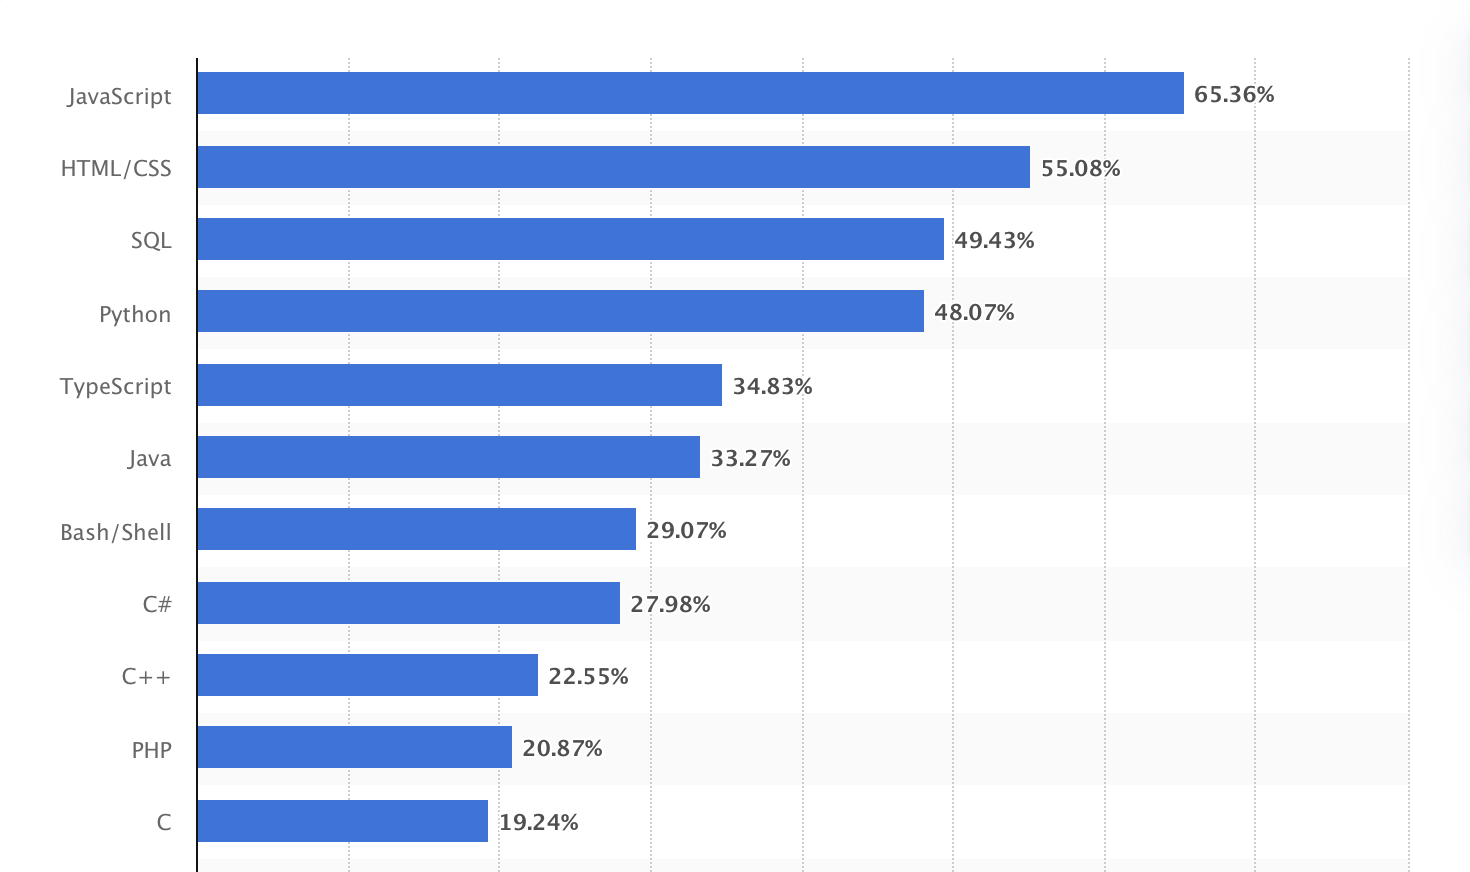 JavaScript 65.36%
HTML/CSS 55.08%
SQL 49.43%
Python 48.07%
TypeScript 34.83%
Java 33.27%
Bash/Shell 29.07%
C# 27.98%
C++ 22.55%
PHP 20.87%
C 19.24%